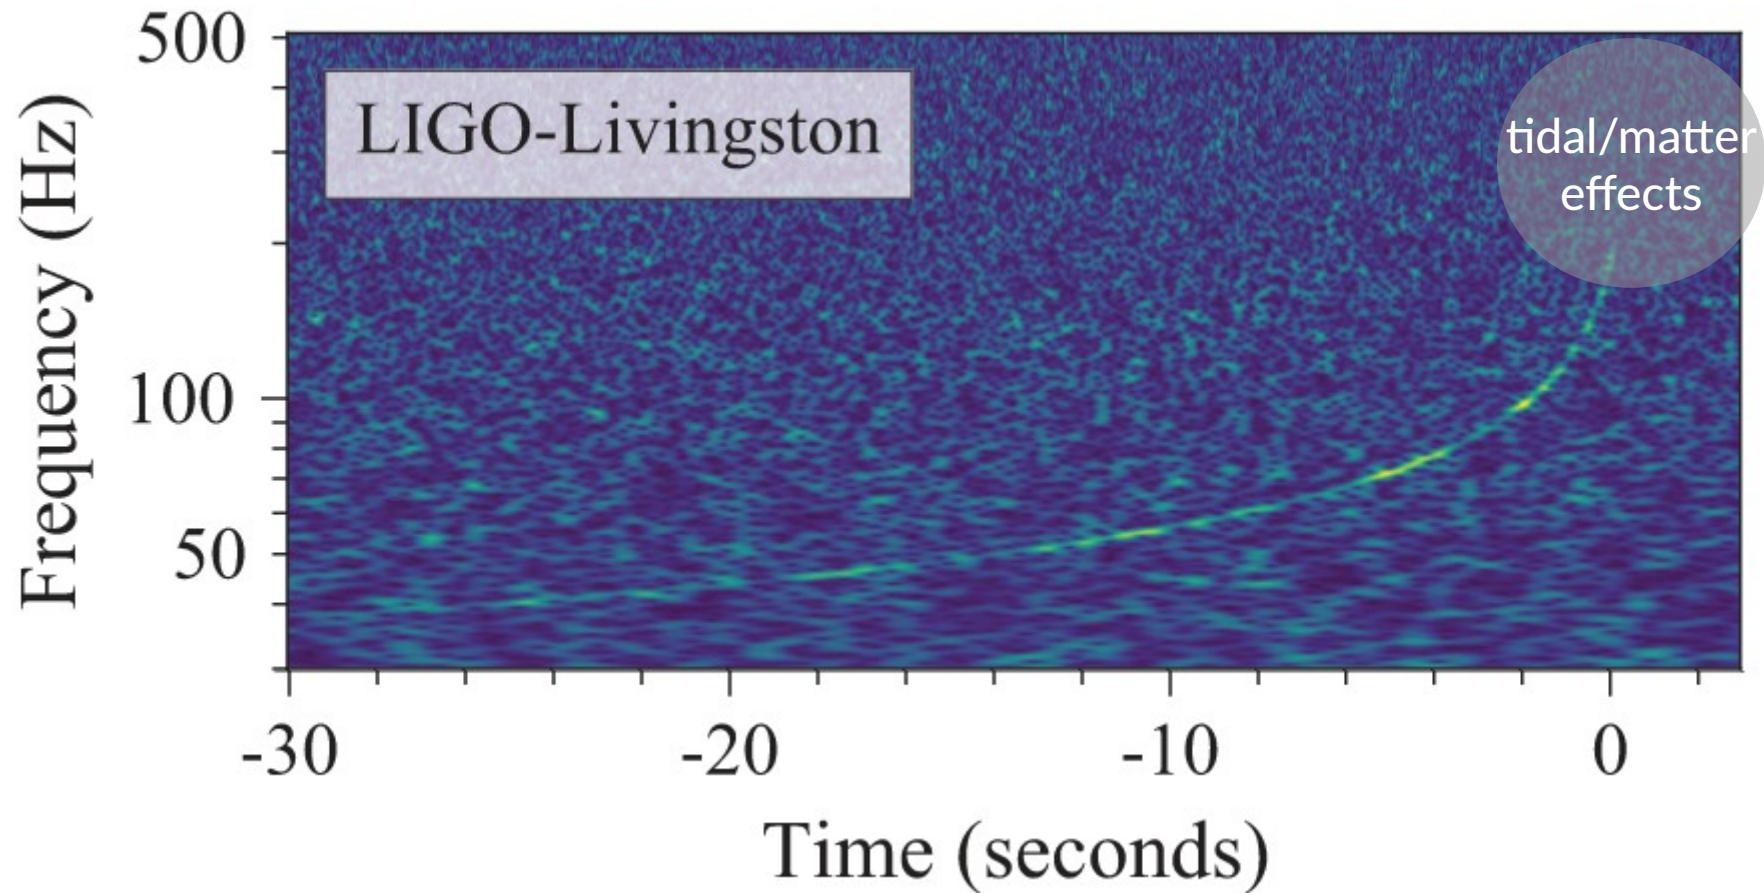 500
LIGO-Livingston
tidal/matter
effects
Frequency (Hz)
100
50
-30 -20 -10 0
Time (seconds)